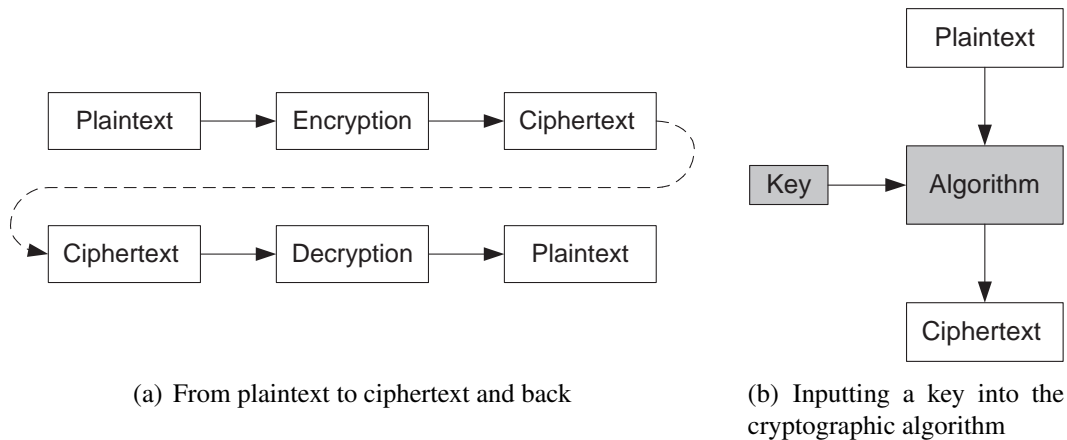 Plaintext
Encryption
Ciphertext
Ciphertext
Decryption
Plaintext
(a) From plaintext to ciphertext and back
Plaintext
Key
Algorithm
Ciphertext
(b) Inputting a key into the
cryptographic algorithm